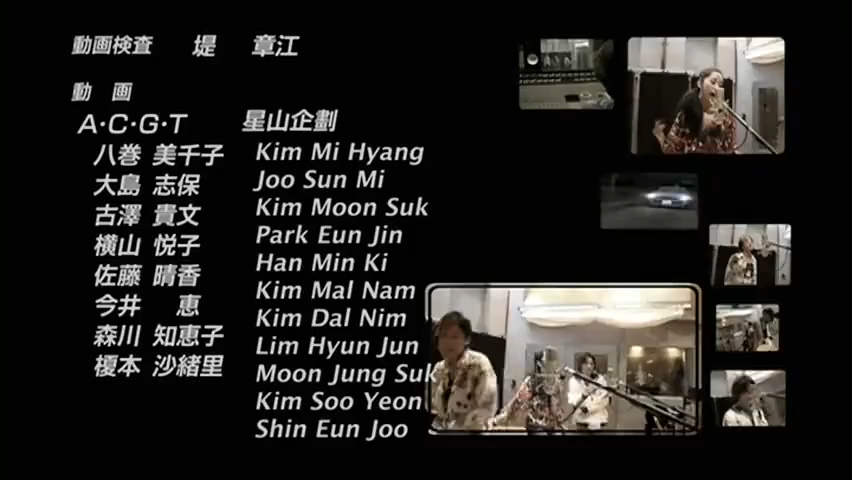 動画検査 堤 章江
動 画
A・C・G・T
八巻 美千子
大島 志保
古澤 貴文
横山 悦子
佐藤 晴香
今井 恵
森川 知恵子
榎本 沙緒里
星山企劃
Kim Mi Hyang
Joo Sun Mi
Kim Moon Suk
Park Eun Jin
Han Min Ki
Kim Mal Nam
Kim Dal Nim
Lim Hyun Jun
Moon Jung Suk
Kim Soo Yeon
Shin Eun Joo